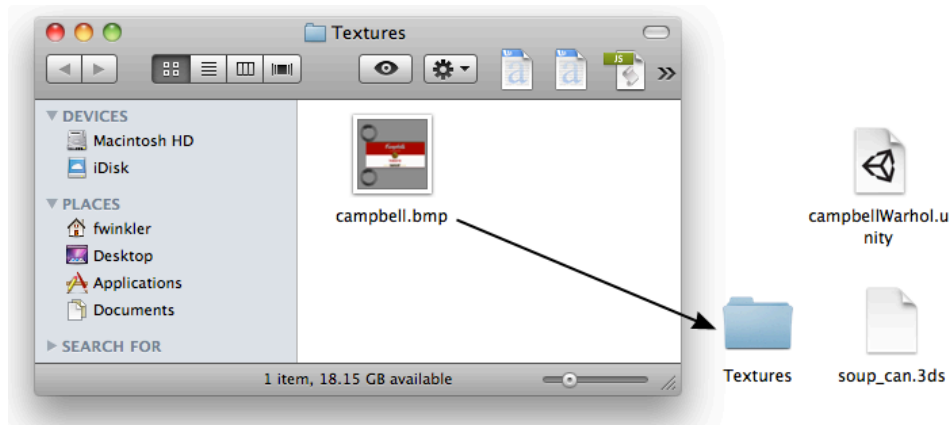 Textures
JS
DEVICES
Macintosh HD
iDisk
PLACES
fwinkler
Desktop
Applications
Documents
SEARCH FOR
campbell.bmp
1 item, 18.15 GB available
campbellWarhol.u
nity
Textures
soup_can.3ds